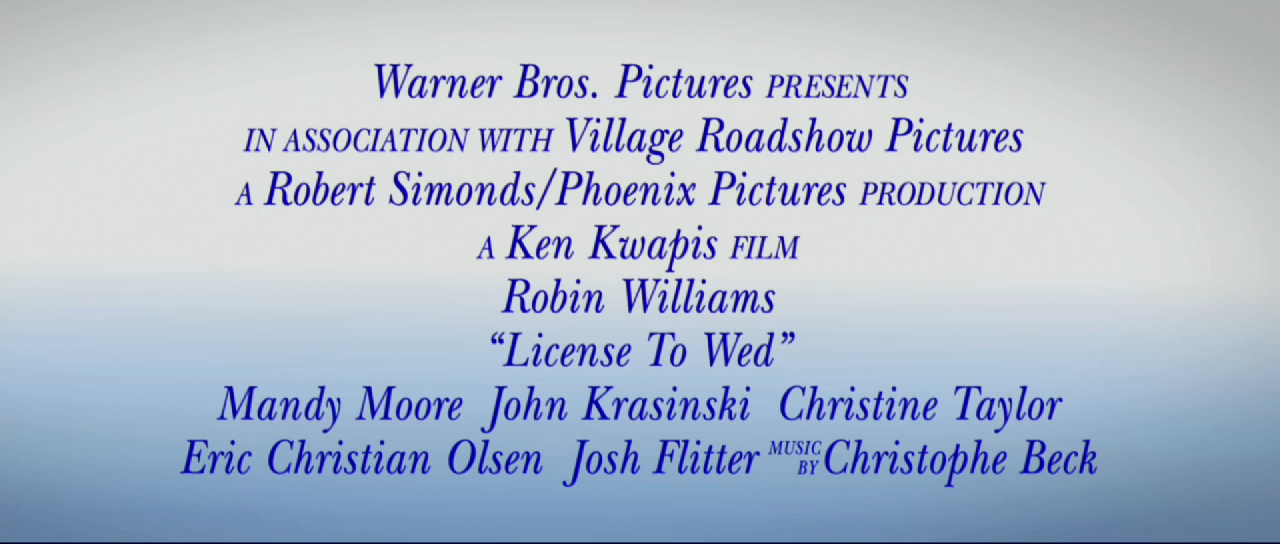 Warner Bros. Pictures PRESENTS
IN ASSOCIATION WITH Village Roadshow Pictures
A Robert Simonds/Phoenix Pictures PRODUCTION
A Ken Kwapis FILM
Robin Williams
“License To Wed”
Mandy Moore John Krasinski Christine Taylor
Eric Christian Olsen Josh Flitter MUSIC BY Christophe Beck